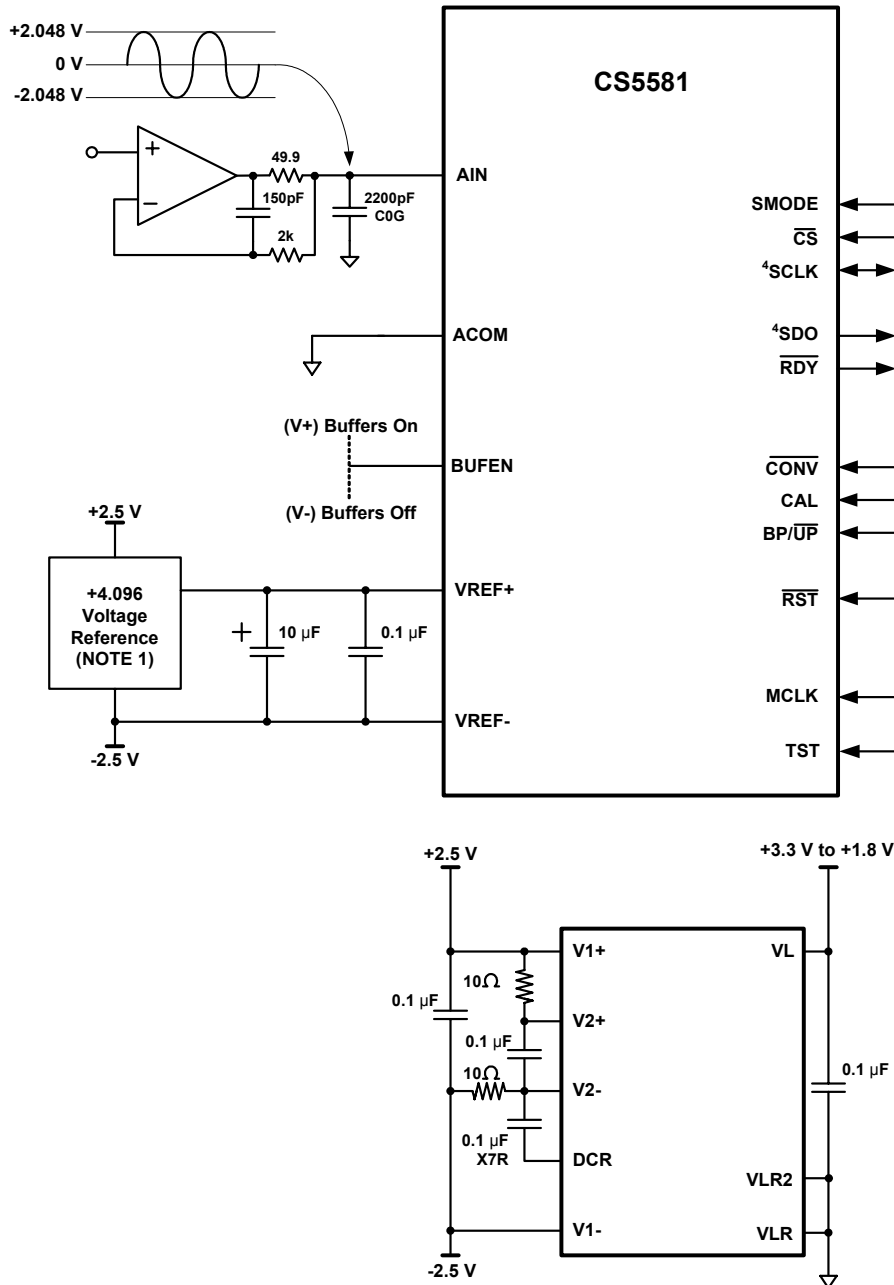 +2.048 V
0 V
-2.048 V
CS5581
+
−
49.9
150pF
2k
2200pF
C0G
AIN
SMODE
CS
4SCLK
ACOM
4SDO
RDY
(V+) Buffers On
BUFEN
(V-) Buffers Off
CONV
CAL
BP/UP
+2.5 V
+4.096
Voltage
Reference
(NOTE 1)
+
10 µF
0.1 µF
VREF+
RST
VREF-
MCLK
TST
-2.5 V
+2.5 V
+3.3 V to +1.8 V
V1+
VL
10Ω
0.1 µF
V2+
0.1 µF
10Ω
V2-
0.1 µF
0.1 µF
X7R
DCR
VLR2
V1-
VLR
-2.5 V